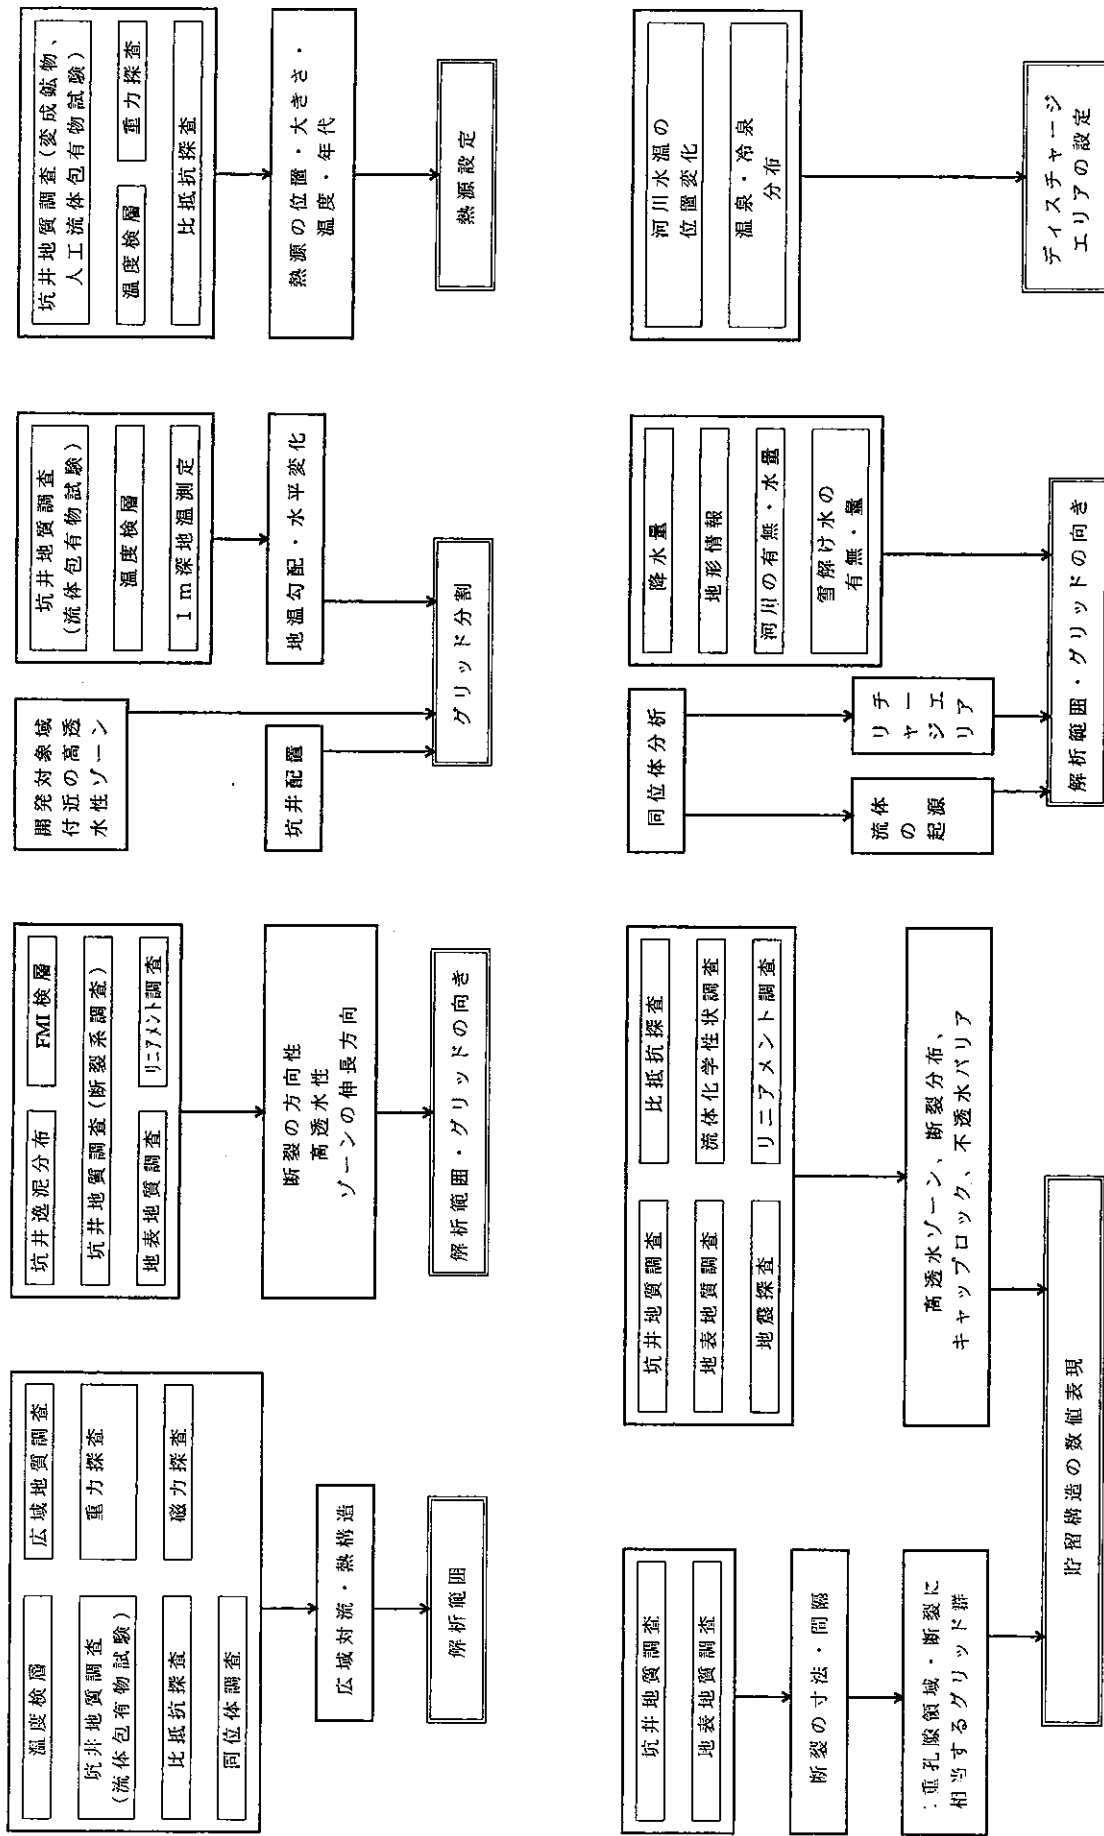 温度検層
広域地質調査
坑井地質調査
(流体包有物試験)
重力探査
比抵抗探査
磁力探査
同位体調査
広域対流・熱構造
解析範囲
坑井逸泥分布
FMI検層
坑井地質調査(断裂系調査)
地表地質調査
リニアメント調査
断裂の方向性
高透水性
ゾーンの伸長方向
解析範囲・グリッドの向き
開発対象域
付近の高透
水性ゾーン
坑井配置
坑井地質調査
(流体包有物試験)
温度検層
1m深地温測定
地温勾配・水平変化
グリッド分割
坑井地質調査(変成鉱物、
人工流体包有物試験)
温度検層
重力探査
比抵抗探査
熱源の位置・大きさ・
温度・年代
熱源設定
坑井地質調査
地表地質調査
断裂の寸法・間隔
重孔隙領域・断裂に
相当するグリッド群
坑井地質調査
比抵抗探査
地表地質調査
流体化学性状調査
地震探査
リニアメント調査
高透水ゾーン、断裂分布、
キャップロック、不透水バリア
貯留構造の数値表現
同位体分析
流体
の
起源
リチ
ャー
ジエ
リア
降水量
地形情報
河川の有無・水量
雪解け水の
有無・量
解析範囲・グリッドの向き
河川水温の
位置変化
温泉・冷泉
分布
ディスチャージ
エリアの設定